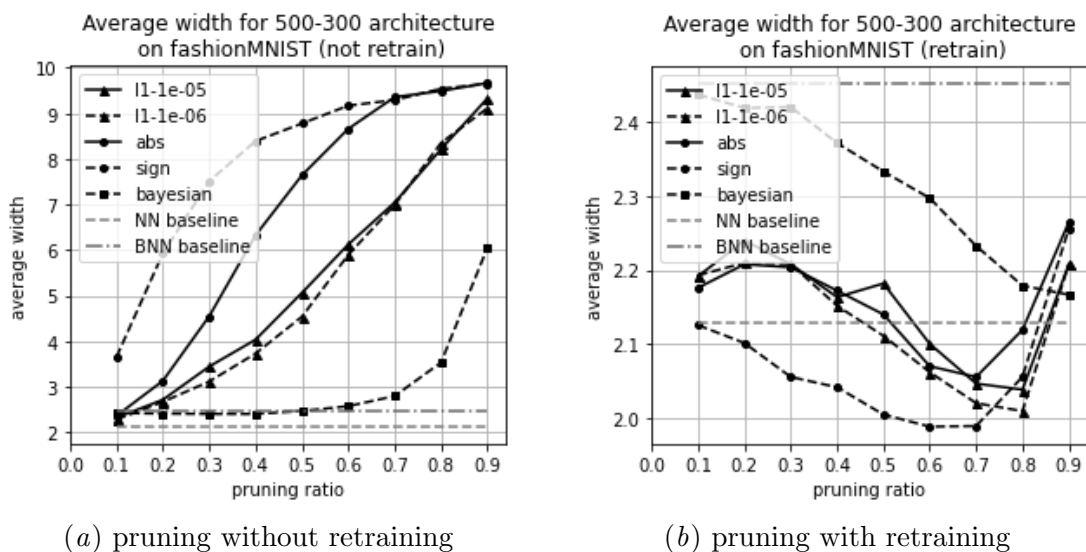 Average width for 500-300 architecture
on fashionMNIST (not retrain)
10
9
8
7
6
5
4
3
2
average width
l1-1e-05
l1-1e-06
abs
sign
bayesian
NN baseline
BNN baseline
0.0 0.1 0.2 0.3 0.4 0.5 0.6 0.7 0.8 0.9
pruning ratio
(a) pruning without retraining
Average width for 500-300 architecture
on fashionMNIST (retrain)
2.4
2.3
2.2
2.1
2.0
average width
l1-1e-05
l1-1e-06
abs
sign
bayesian
NN baseline
BNN baseline
0.0 0.1 0.2 0.3 0.4 0.5 0.6 0.7 0.8 0.9
pruning ratio
(b) pruning with retraining